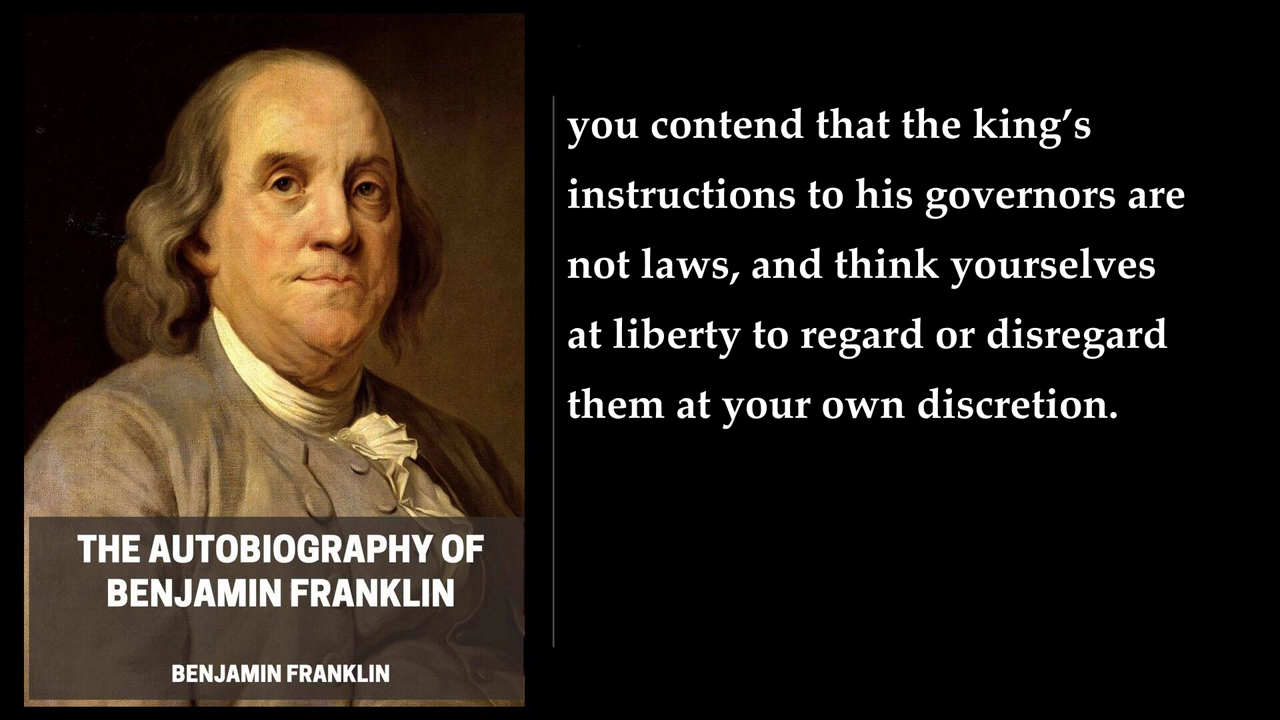 you contend that the king’s
instructions to his governors are
not laws, and think yourselves
at liberty to regard or disregard
them at your own discretion.
THE AUTOBIOGRAPHY OF
BENJAMIN FRANKLIN
BENJAMIN FRANKLIN